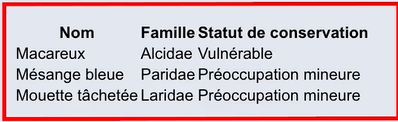 Nom Famille Statut de conservation
Macareux Alcidae Vulnérable
Mésange bleue Paridae Préoccupation mineure
Mouette tâchetée Laridae Préoccupation mineure